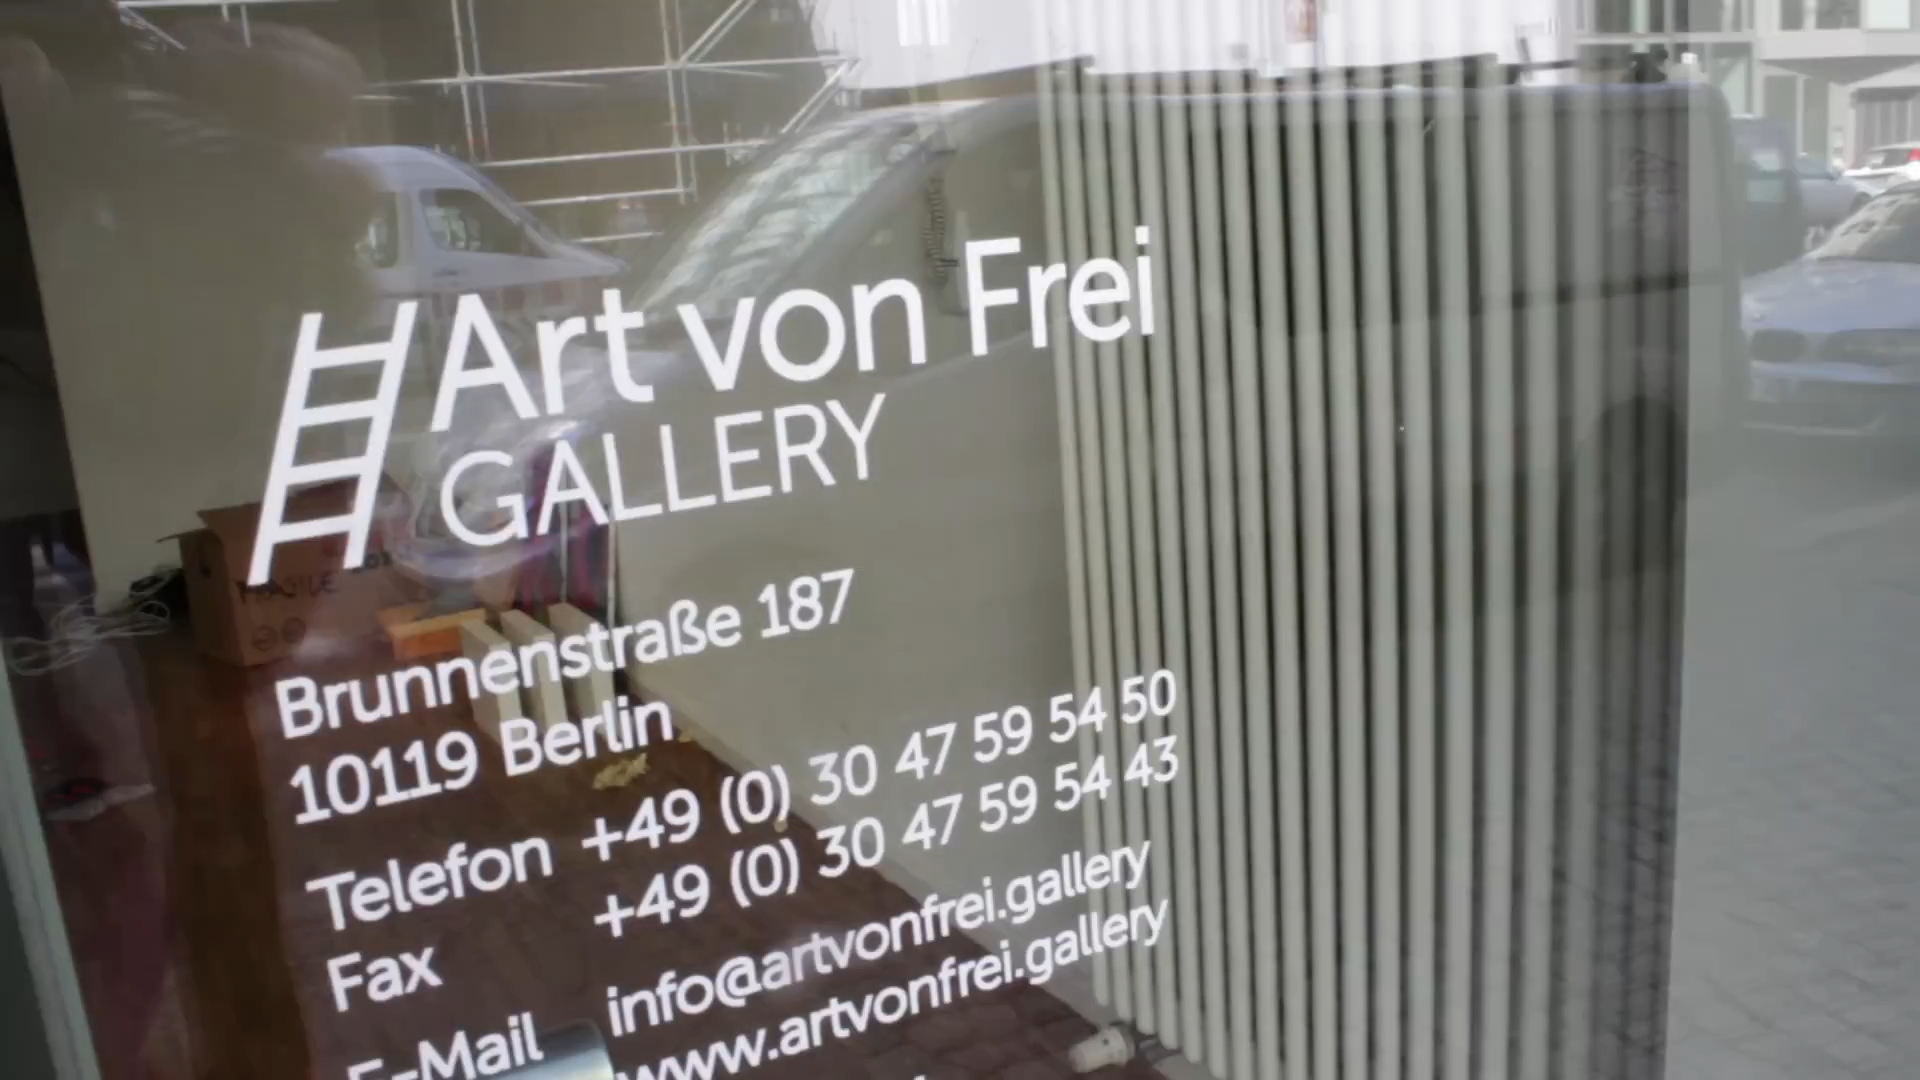 Art von Frei
GALLERY
FRAGILE
Brunnenstraße 187
10119 Berlin
Telefon +49 (0) 30 47 59 54 50
Fax +49 (0) 30 47 59 54 43
E-Mail info@artvonfrei.gallery
www.artvonfrei.gallery